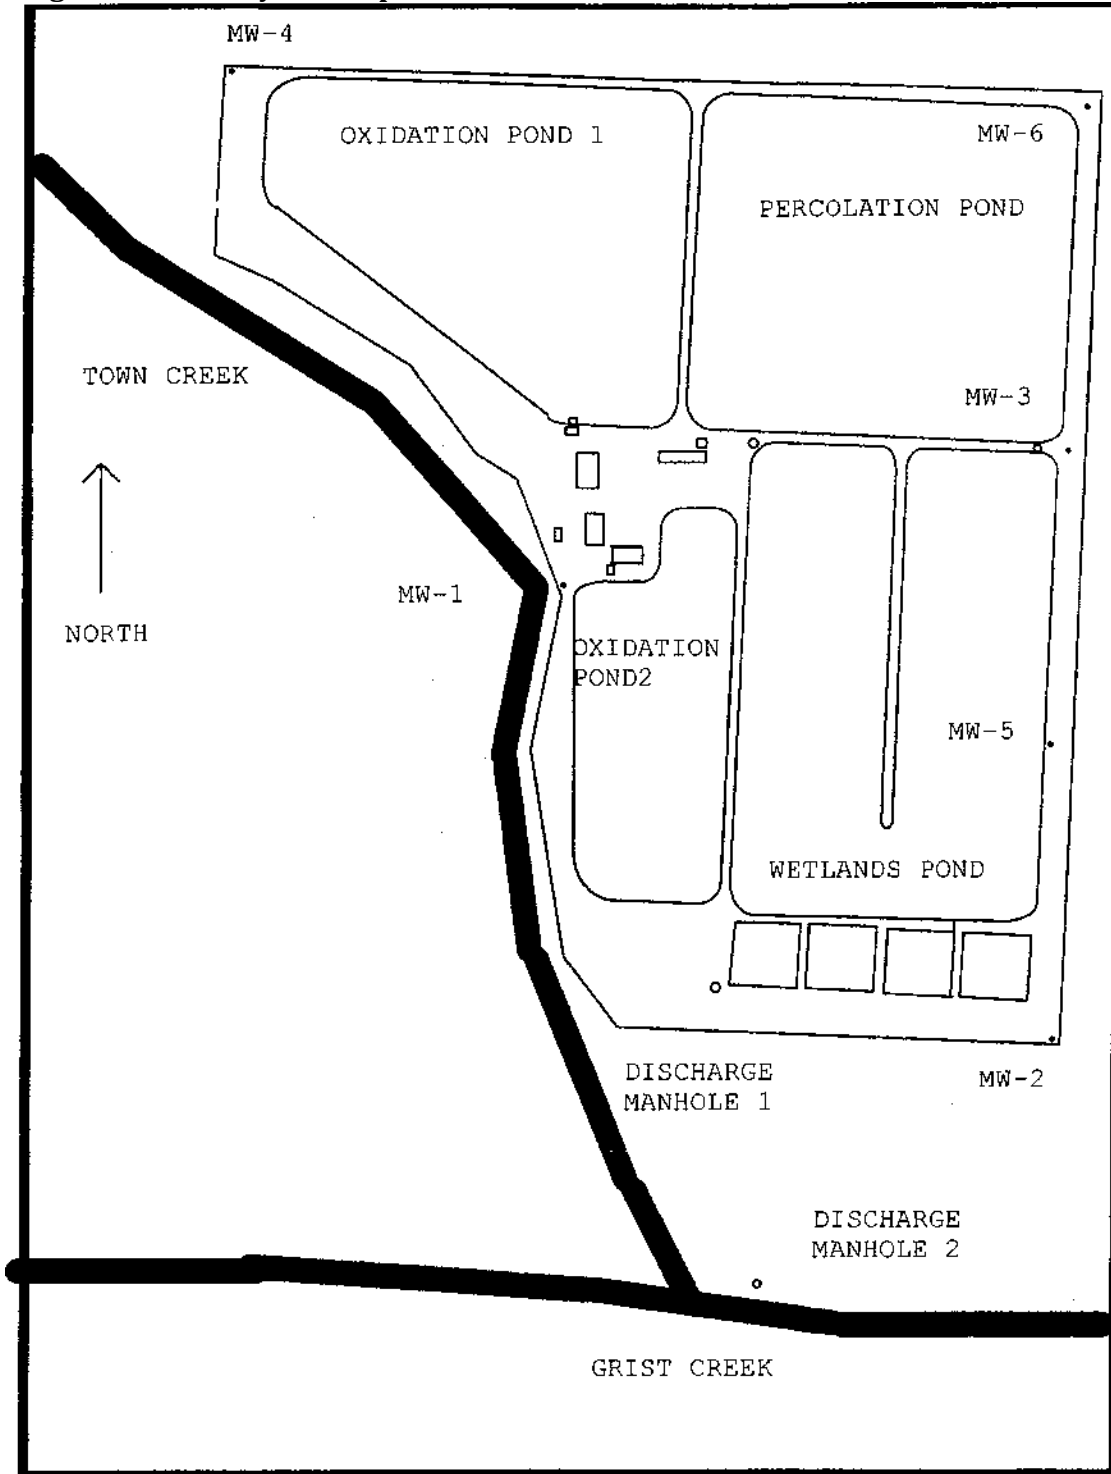 MW-4
OXIDATION POND 1
MW-6
PERCOLATION POND
TOWN CREEK
MW-3
MW-1
NORTH
OXIDATION
POND2
MW-5
WETLANDS POND
DISCHARGE
MANHOLE 1
MW-2
DISCHARGE
MANHOLE 2
GRIST CREEK